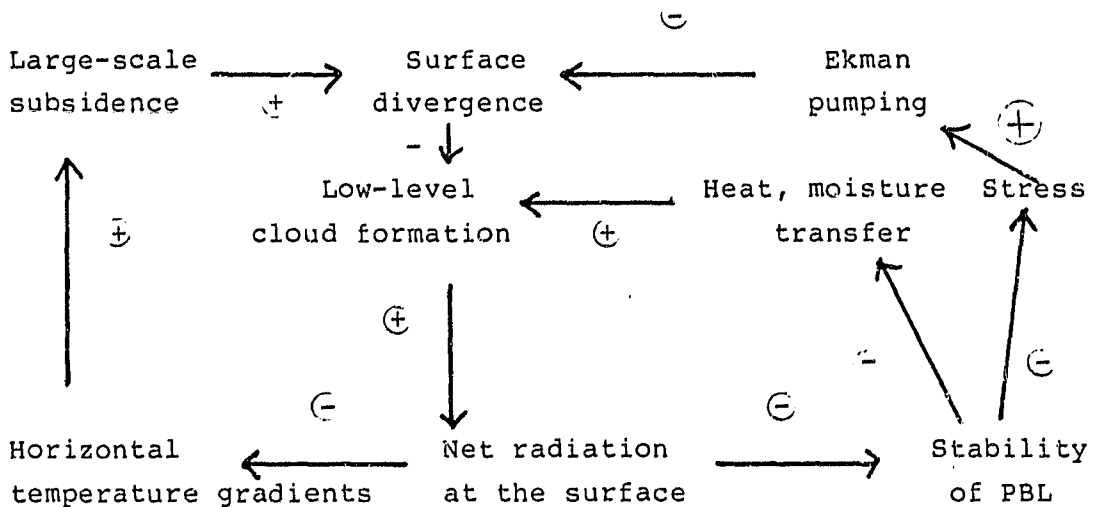 ⊖
Large-scale
subsidence
+
Surface
divergence
Ekman
pumping
⊕
-
Low-level
cloud formation
⊕
Heat, moisture
transfer
Stress
⊕
⊕
-
⊖
⊖
⊖
Horizontal
temperature gradients
Net radiation
at the surface
Stability
of PBL